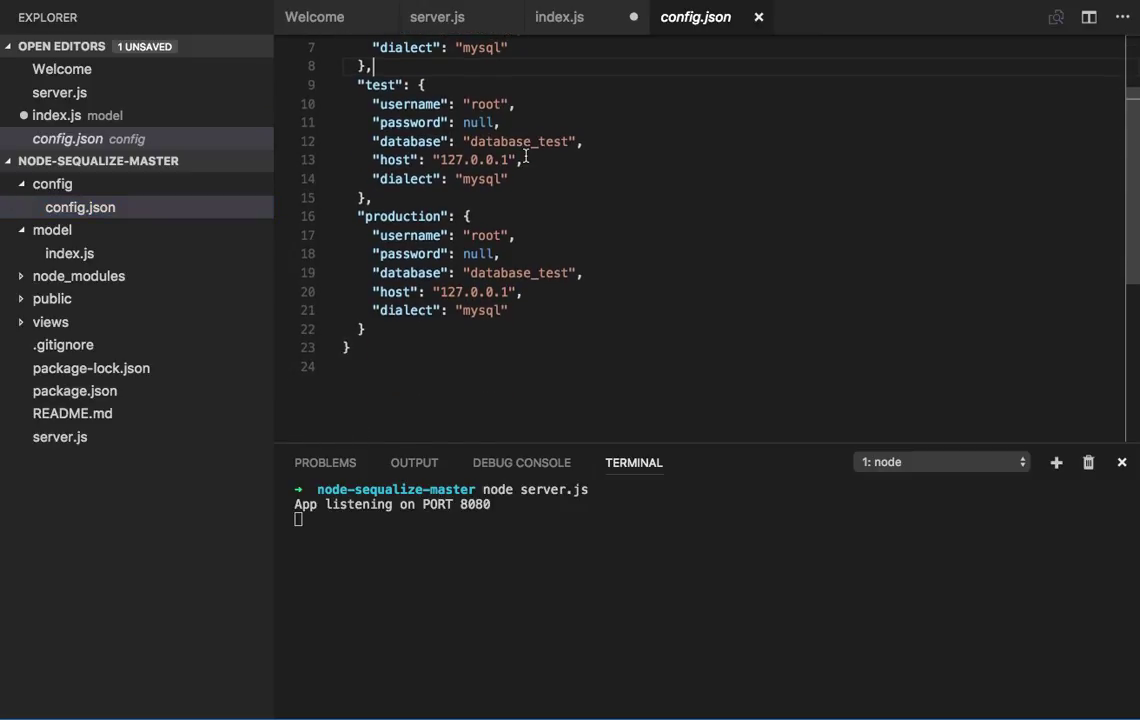 EXPLORER
Welcome
server.js
index.js
config.json
OPEN EDITORS 1 UNSAVED
Welcome
server.js
index.js model
config.json config
NODE-SEQUALIZE-MASTER
config
config.json
model
index.js
node_modules
public
views
.gitignore
package-lock.json
package.json
README.md
server.js
7 "dialect": "mysql"
8 },
9 "test": {
10 "username": "root",
11 "password": null,
12 "database": "database_test",
13 "host": "127.0.0.1",
14 "dialect": "mysql"
15 },
16 "production": {
17 "username": "root",
18 "password": null,
19 "database": "database_test",
20 "host": "127.0.0.1",
21 "dialect": "mysql"
22 }
23 }
24
PROBLEMS OUTPUT DEBUG CONSOLE TERMINAL 1: node
→ node-sequalize-master node server.js
App listening on PORT 8080